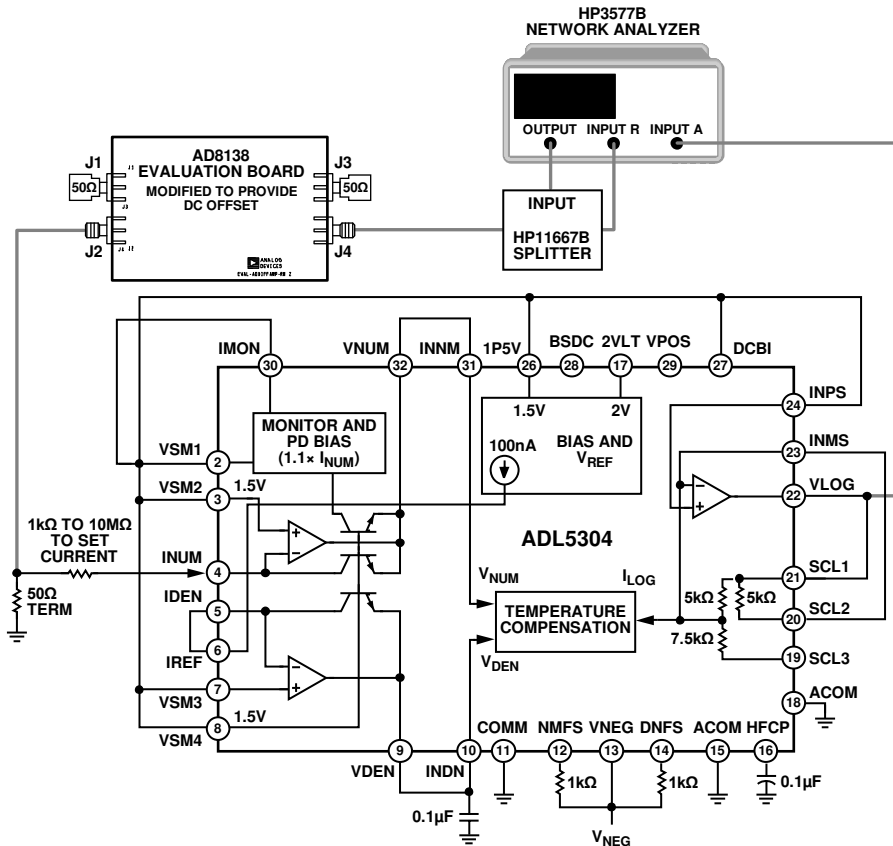 HP3577B
NETWORK ANALYZER
OUTPUT INPUT R INPUT A
AD8138
EVALUATION BOARD
MODIFIED TO PROVIDE
DC OFFSET
J1
J3
50Ω
50Ω
J2
J4
ANALOG
DEVICES
INPUT
HP11667B
SPLITTER
IMON
VNUM
INNM
1P5V
BSDC
2VLT
VPOS
DCBI
30
32
31
26
28
17
29
27
INPS
24
1.5V
2V
MONITOR AND
PD BIAS
(1.1× INUM)
100nA
BIAS AND
VREF
INMS
23
VSM1
2
VSM2
3
1.5V
VLOG
22
1kΩ TO 10MΩ
TO SET
CURRENT
ADL5304
INUM
4
VNUM
ILOG
SCL1
21
50Ω
TERM
IDEN
5
TEMPERATURE
COMPENSATION
5kΩ
5kΩ
SCL2
20
7.5kΩ
IREF
6
VDEN
SCL3
19
VSM3
7
ACOM
18
VSM4
8
1.5V
COMM
NMFS
VNEG
DNFS
ACOM
HFCP
9
10
11
12
13
14
15
16
VDEN
INDN
1kΩ
1kΩ
0.1µF
0.1µF
VNEG